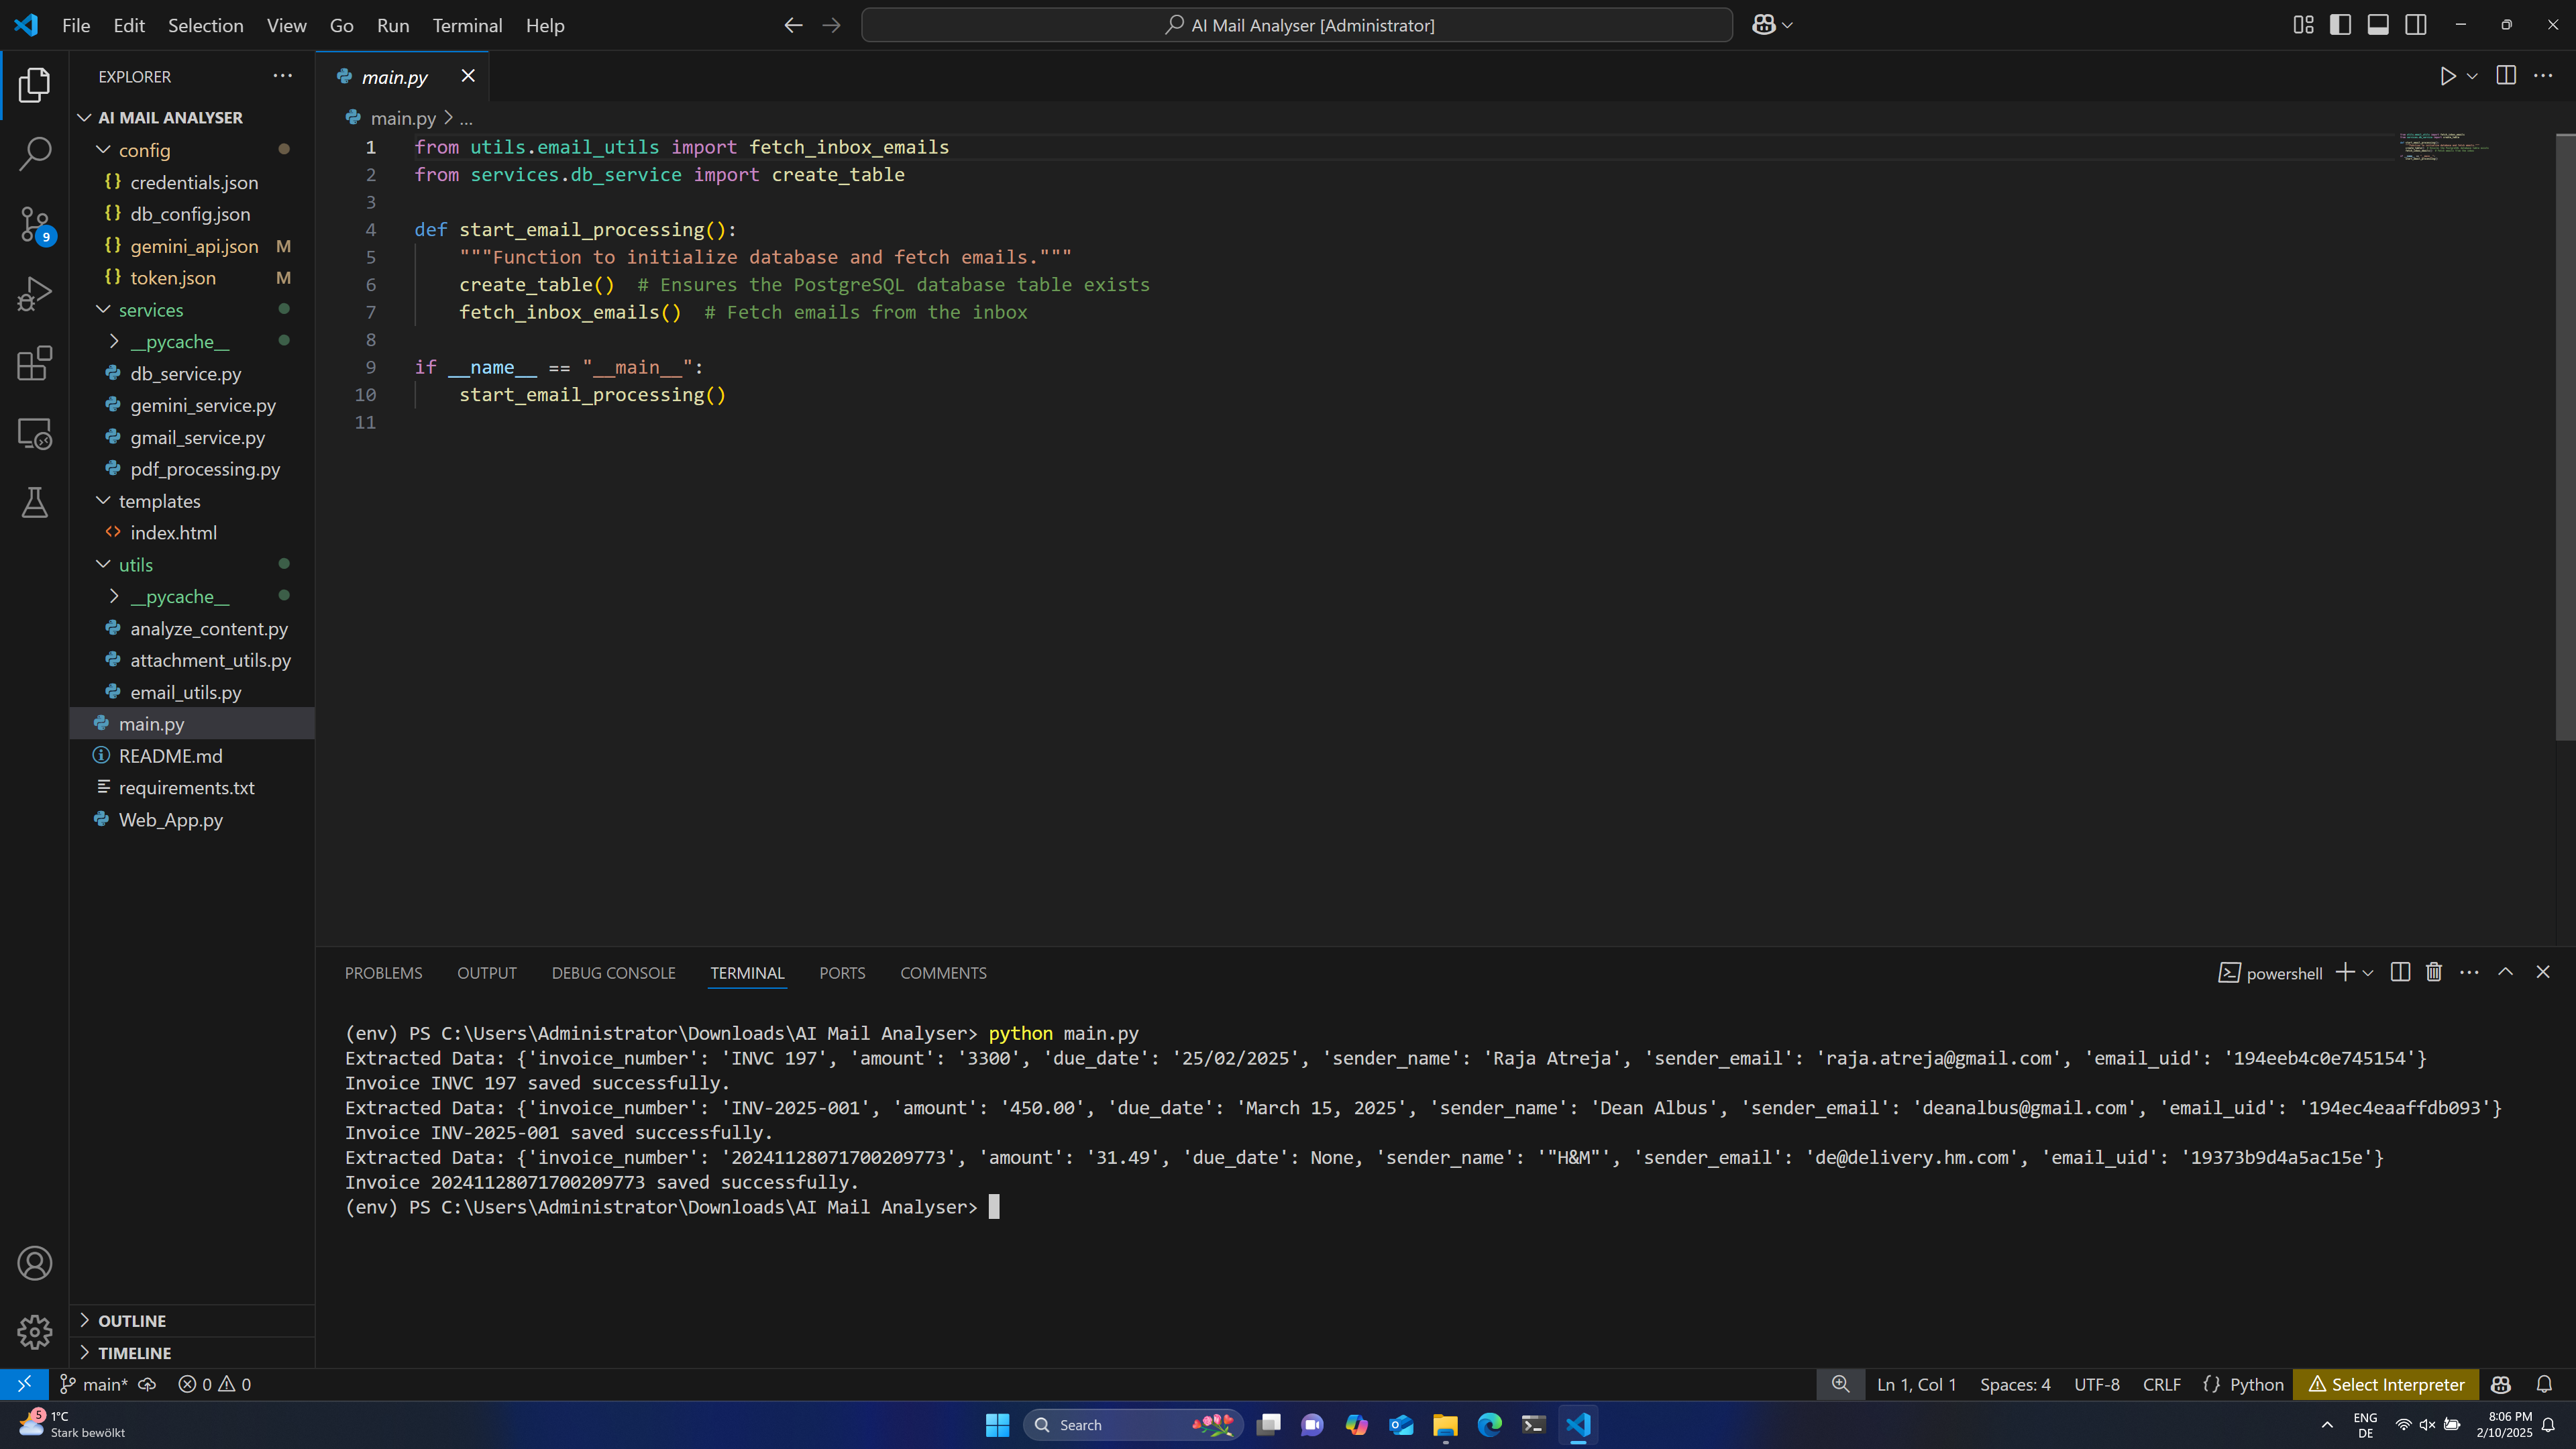 File Edit Selection View Go Run Terminal Help
AI Mail Analyser [Administrator]
EXPLORER
AI MAIL ANALYSER
config
credentials.json
db_config.json
gemini_api.json M
token.json M
services
__pycache__
db_service.py
gemini_service.py
gmail_service.py
pdf_processing.py
templates
index.html
utils
__pycache__
analyze_content.py
attachment_utils.py
email_utils.py
main.py
README.md
requirements.txt
Web_App.py
OUTLINE
TIMELINE
9
main.py
main.py > ...
1 from utils.email_utils import fetch_inbox_emails
2 from services.db_service import create_table
3
4 def start_email_processing():
5 """Function to initialize database and fetch emails."""
6 create_table()  # Ensures the PostgreSQL database table exists
7 fetch_inbox_emails()  # Fetch emails from the inbox
8
9 if __name__ == "__main__":
10 start_email_processing()
11
PROBLEMS OUTPUT DEBUG CONSOLE TERMINAL PORTS COMMENTS
powershell
(env) PS C:\Users\Administrator\Downloads\AI Mail Analyser> python main.py
Extracted Data: {'invoice_number': 'INVC 197', 'amount': '3300', 'due_date': '25/02/2025', 'sender_name': 'Raja Atreja', 'sender_email': 'raja.atreja@gmail.com', 'email_uid': '194eeb4c0e745154'}
Invoice INVC 197 saved successfully.
Extracted Data: {'invoice_number': 'INV-2025-001', 'amount': '450.00', 'due_date': 'March 15, 2025', 'sender_name': 'Dean Albus', 'sender_email': 'deanalbus@gmail.com', 'email_uid': '194ec4eaaffdb093'}
Invoice INV-2025-001 saved successfully.
Extracted Data: {'invoice_number': '20241128071700209773', 'amount': '31.49', 'due_date': None, 'sender_name': '"H&M"', 'sender_email': 'de@delivery.hm.com', 'email_uid': '19373b9d4a5ac15e'}
Invoice 20241128071700209773 saved successfully.
(env) PS C:\Users\Administrator\Downloads\AI Mail Analyser>
main* 0 0
Ln 1, Col 1 Spaces: 4 UTF-8 CRLF {} Python Select Interpreter
5
1°C
Stark bewölkt
Search
ENG
DE
8:06 PM
2/10/2025